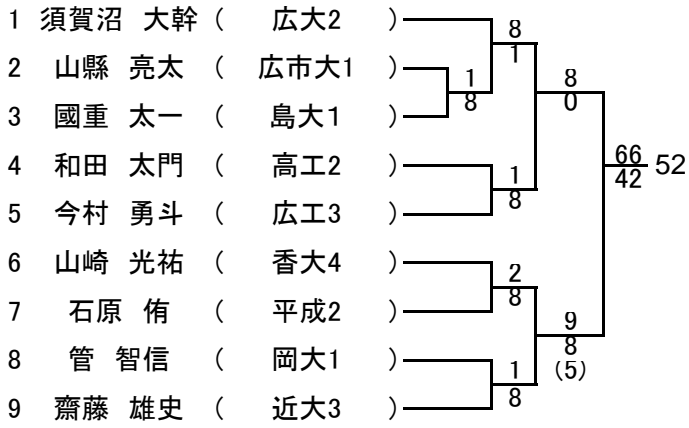 1 須賀沼 大幹 ( 広大2 )
8
1
2 山縣 亮太 ( 広市大1 )
1
8
8
0
3 國重 太一 ( 島大1 )
4 和田 太門 ( 高工2 )
1
8
66
42
52
5 今村 勇斗 ( 広工3 )
6 山崎 光祐 ( 香大4 )
2
8
7 石原 侑 ( 平成2 )
9
8
(5)
8 管 智信 ( 岡大1 )
1
8
9 齋藤 雄史 ( 近大3 )